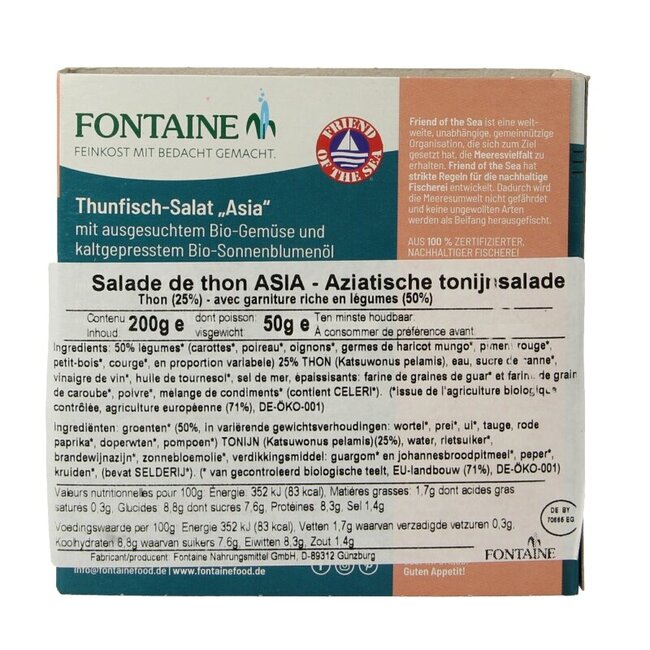 FONTAINE
FEINKOST MIT BEDACHT GEMACHT.
FRIEND OF THE SEA
Thunfisch-Salat „Asia“
mit ausgesuchtem Bio-Gemüse und
kaltgepresstem Bio-Sonnenblumenöl
Friend of the Sea ist eine welt-
weite, unabhängige, gemeinnützige
Organisation, die sich zum Ziel
gesetzt hat, die Meeresvielfalt zu
erhalten. Friend of the Sea hat
strikte Regeln für die nachhaltige
Fischerei entwickelt. Dadurch wird
die Meeresumwelt nicht gefährdet
und keine ungewollten Arten
werden als Beifang herausgefischt.
AUS 100 % ZERTIFIZIERTER,
NACHHALTIGER FISCHEREI
Salade de thon ASIA - Aziatische tonijnsalade
Thon (25%) - avec garniture riche en légumes (50%)
Contenu dont poisson: Ten minste houdbaar:
Inhoud: 200g e visgewicht: 50g e À consommer de préférence avant:
Ingredients: 50% légumes* (carottes*, poireau*, oignons*, germes de haricot mungo*, piment rouge*,
petit-bois*, courge*, en proportion variabele) 25% THON (Katsuwonus pelamis), eau, sucre de canne*,
vinaigre de vin*, huile de tournesol*, sel de mer, épaissisants: farine de graines de guar* et farine de grain
de caroube*, poivre*, mélange de condiments* (contient CELERI*). (*issue de l'agriculture biologique
contrôlée, agriculture européenne (71%), DE-ÖKO-001)
Ingrediënten: groenten* (50%, in variërende gewichtsverhoudingen: wortel*, prei*, ui*, tauge, rode
paprika*, doperwten*, pompoen*) TONIJN (Katsuwonus pelamis)(25%), water, rietsuiker*,
brandewijnazijn*, zonnebloemolie*, verdikkingsmiddel: guargom* en johannesbroodpitmeel*, peper*,
kruiden*, (bevat SELDERIJ*). (* van gecontroleerd biologische teelt, EU-landbouw (71%), DE-ÖKO-001)
Valeurs nutritionnelles pour 100g: Énergie: 352 kJ (83 kcal), Matières grasses: 1,7g dont acides gras
saturés 0,3g, Glucides: 8,8g dont sucres 7,6g, Protéines: 8,3g, Sel 1,4g
Voedingswaarde per 100g: Energie 352 kJ (83 kcal), Vetten 1,7g waarvan verzadigde vetzuren 0,3g,
Koolhydraten 8,8g waarvan suikers 7,6g, Eiwitten 8,3g, Zout 1,4g
Fabricant/producent: Fontaine Nahrungsmittel GmbH, D-89312 Günzburg
DE BY
70665 EG
FONTAINE
info@fontainefood.de | www.fontainefood.de
Guten Appetit!